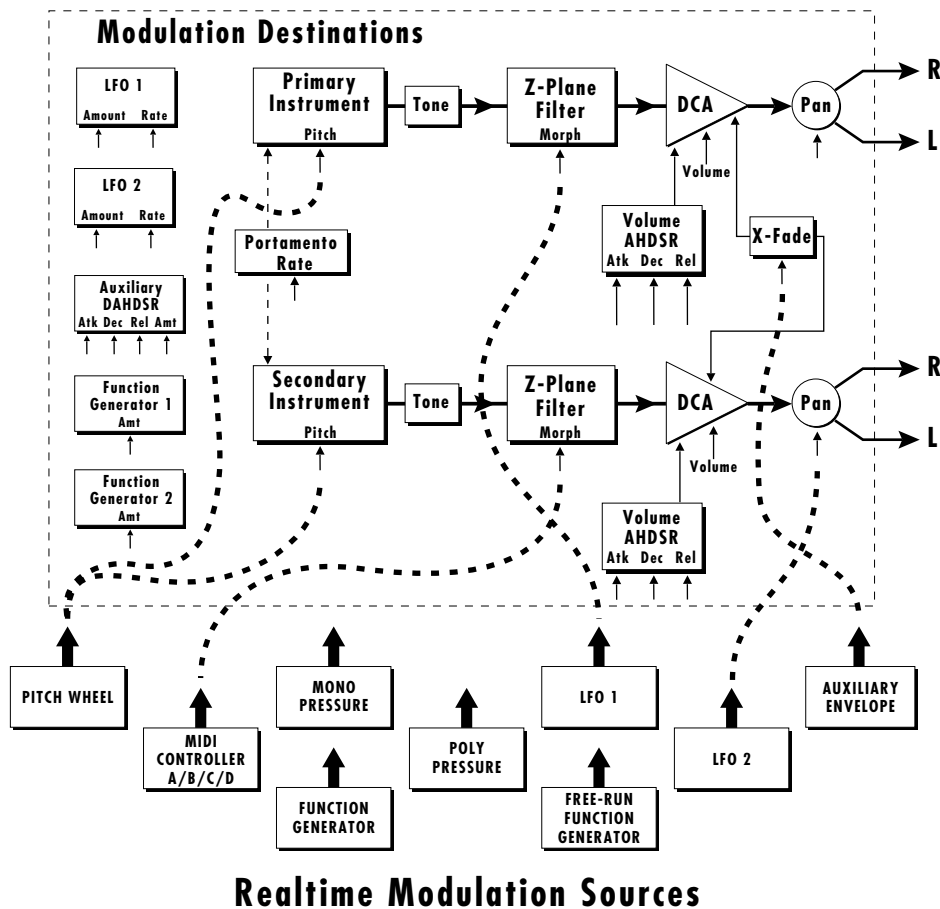 Modulation Destinations
LFO 1
Amount Rate
LFO 2
Amount Rate
Auxiliary
DAHDSR
Atk Dec Rel Amt
Function
Generator 1
Amt
Function
Generator 2
Amt
Primary
Instrument
Pitch
Tone
Z-Plane
Filter
Morph
DCA
Volume
Pan
R
L
Portamento
Rate
Volume
AHDSR
Atk Dec Rel
X-Fade
Secondary
Instrument
Pitch
Tone
Z-Plane
Filter
Morph
DCA
Volume
Pan
R
L
Volume
AHDSR
Atk Dec Rel
PITCH WHEEL
MIDI
CONTROLLER
A/B/C/D
MONO
PRESSURE
FUNCTION
GENERATOR
POLY
PRESSURE
LFO 1
FREE-RUN
FUNCTION
GENERATOR
LFO 2
AUXILIARY
ENVELOPE
Realtime Modulation Sources